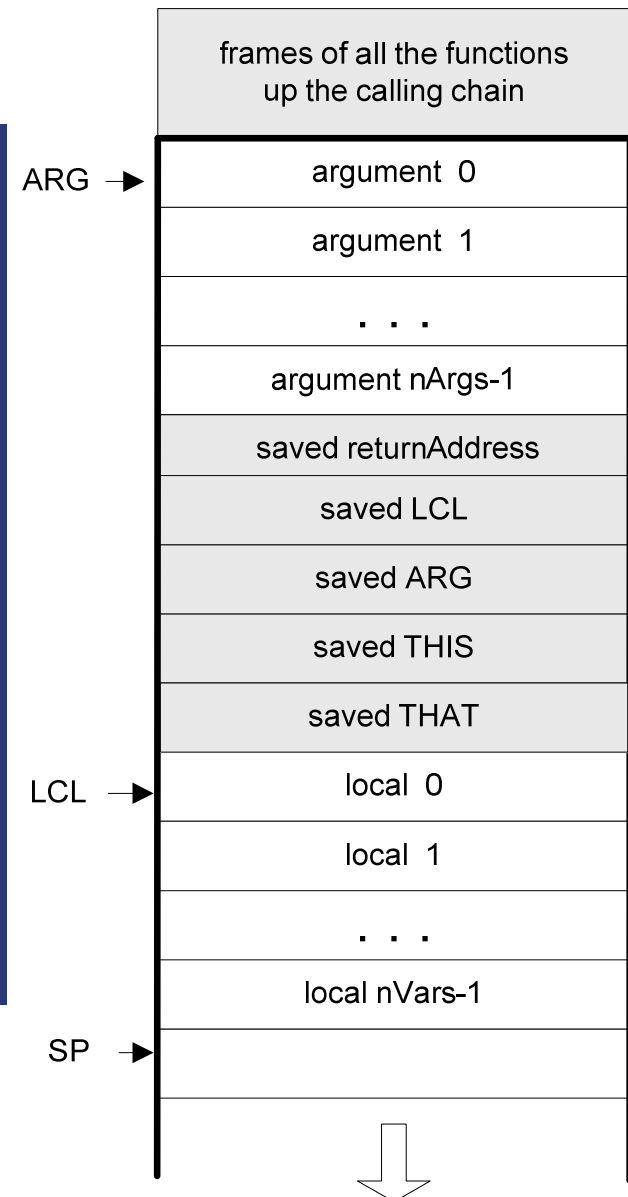 frames of all the functions
up the calling chain
ARG
argument 0
argument 1
. . .
argument nArgs-1
saved returnAddress
saved LCL
saved ARG
saved THIS
saved THAT
LCL
local 0
local 1
. . .
local nVars-1
SP